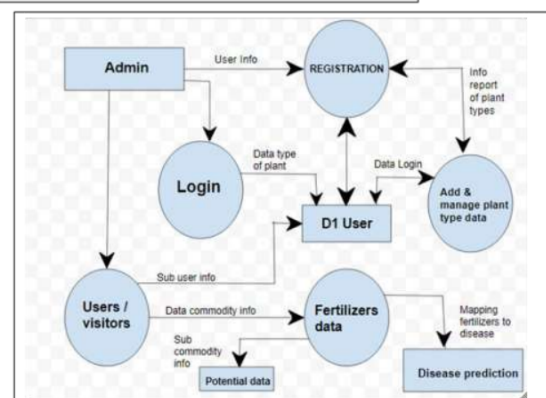 Admin
User Info
REGISTRATION
Info
report
of plant
types
Login
Data type
of plant
Data Login
D1 User
Add &
manage plant
type data
Sub user info
Users /
visitors
Data commodity info
Fertilizers
data
Mapping
fertilizers to
disease
Sub
commodity
info
Potential data
Disease prediction